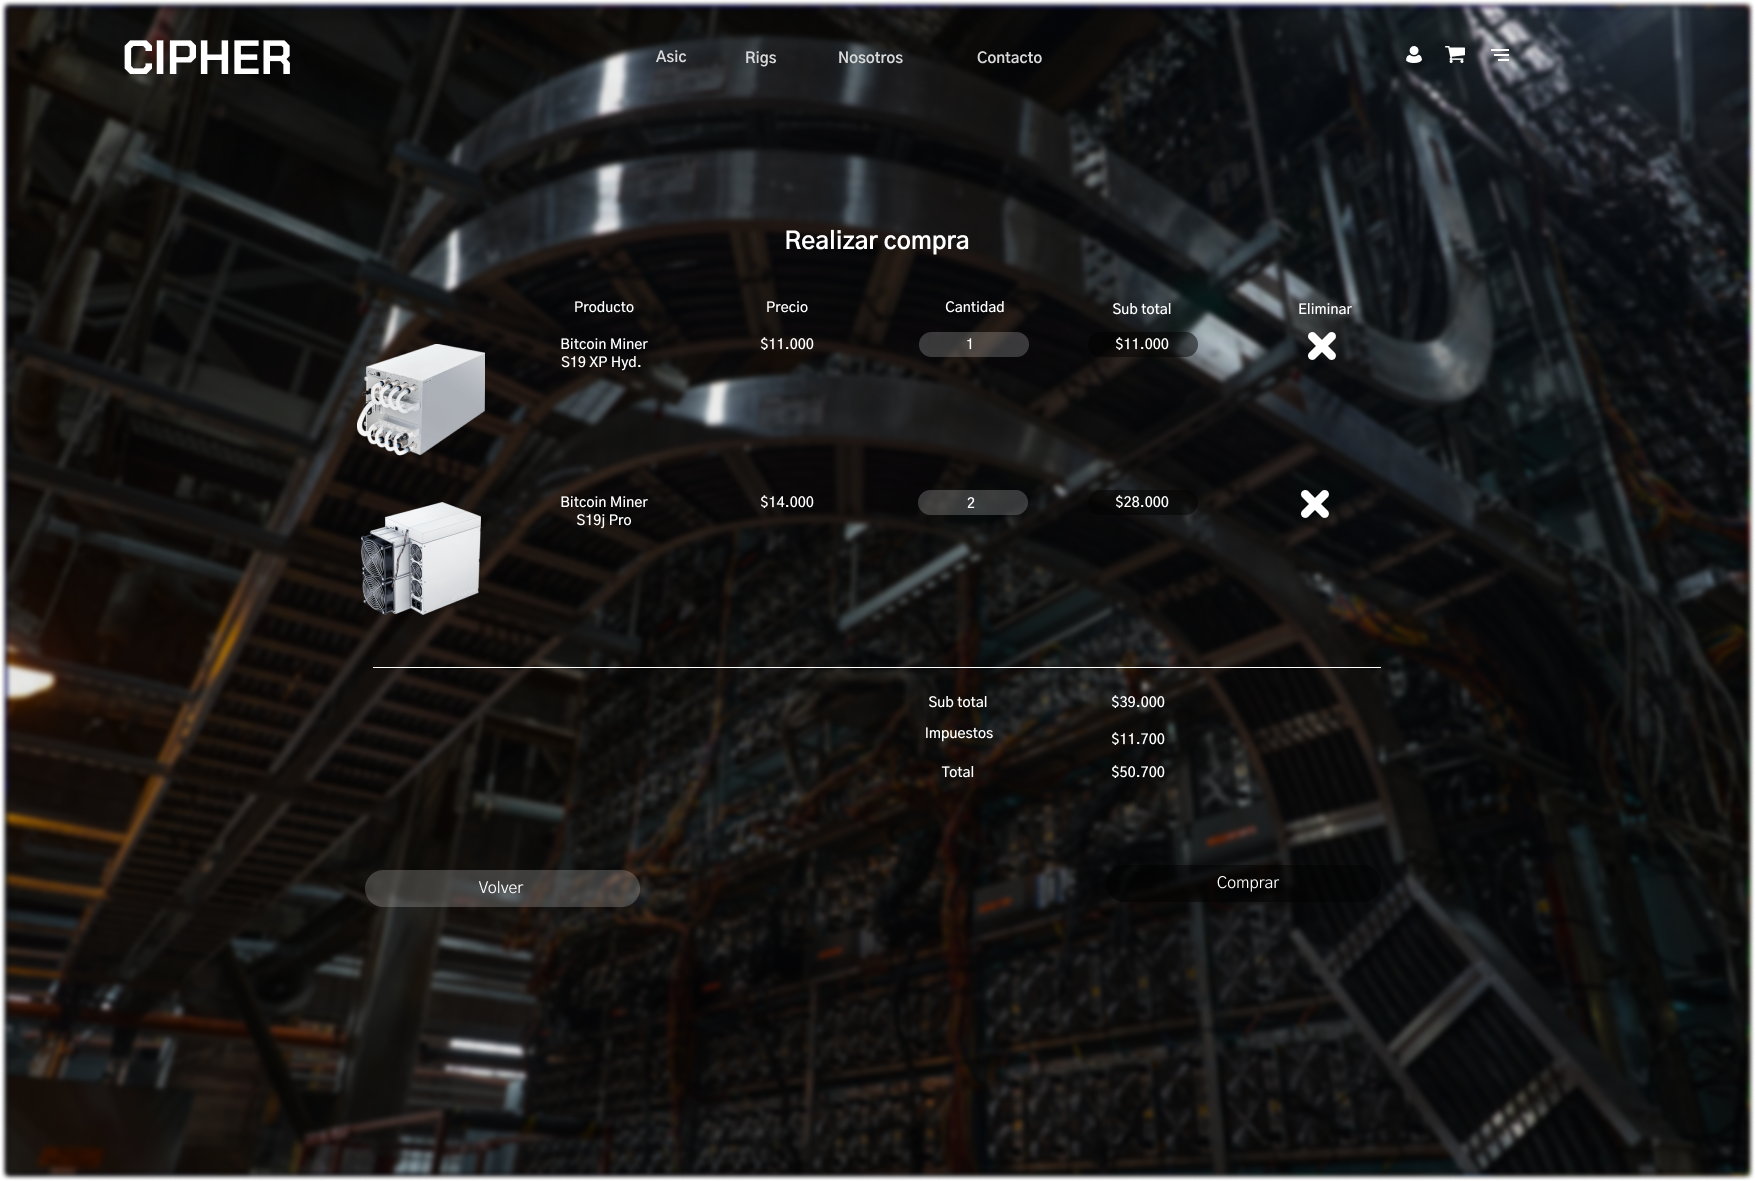 CIPHER
Asic
Rigs
Nosotros
Contacto
Realizar compra
Producto
Precio
Cantidad
Sub total
Eliminar
Bitcoin Miner
S19 XP Hyd.
$11.000
1
$11.000
Bitcoin Miner
S19j Pro
$14.000
2
$28.000
Sub total
$39.000
Impuestos
$11.700
Total
$50.700
Volver
Comprar